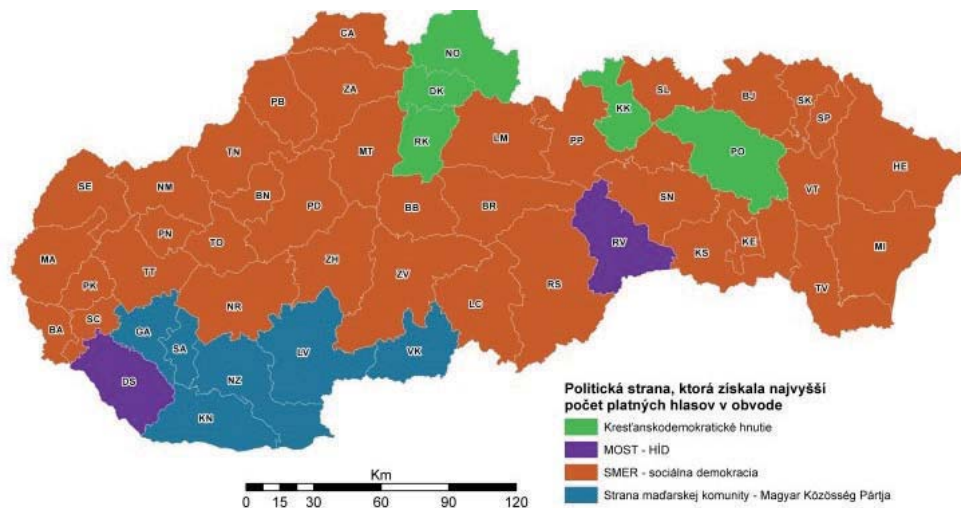 CA
NO
ZA
DK
PB
KK
SL
BJ
SK
SP
RK
LM
PP
PO
TN
MT
HE
SE
NM
BN
SN
VT
PD
BB
BR
PN
TO
RV
KE
KS
MI
MA
TT
ZH
ZV
PK
NR
LC
RS
TV
SC
BA
GA
SA
LV
VK
DS
NZ
KN
Politická strana, ktorá získala najvyšší
počet platných hlasov v obvode
Kresťanskodemokratické hnutie
MOST - HÍD
SMER - sociálna demokracia
Strana maďarskej komunity - Magyar Közösség Pártja
Km
0 15 30 60 90 120